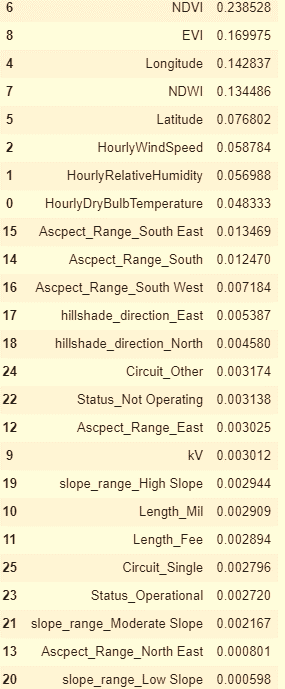 6 NDVI 0.238528
8 EVI 0.169975
4 Longitude 0.142837
7 NDWI 0.134486
5 Latitude 0.076802
2 HourlyWindSpeed 0.058784
1 HourlyRelativeHumidity 0.056988
0 HourlyDryBulbTemperature 0.048333
15 Ascpect_Range_South East 0.013469
14 Ascpect_Range_South 0.012470
16 Ascpect_Range_South West 0.007184
17 hillshade_direction_East 0.005387
18 hillshade_direction_North 0.004580
24 Circuit_Other 0.003174
22 Status_Not Operating 0.003138
12 Ascpect_Range_East 0.003025
9 kV 0.003012
19 slope_range_High Slope 0.002944
10 Length_Mil 0.002909
11 Length_Fee 0.002894
25 Circuit_Single 0.002796
23 Status_Operational 0.002720
21 slope_range_Moderate Slope 0.002167
13 Ascpect_Range_North East 0.000801
20 slope_range_Low Slope 0.000598